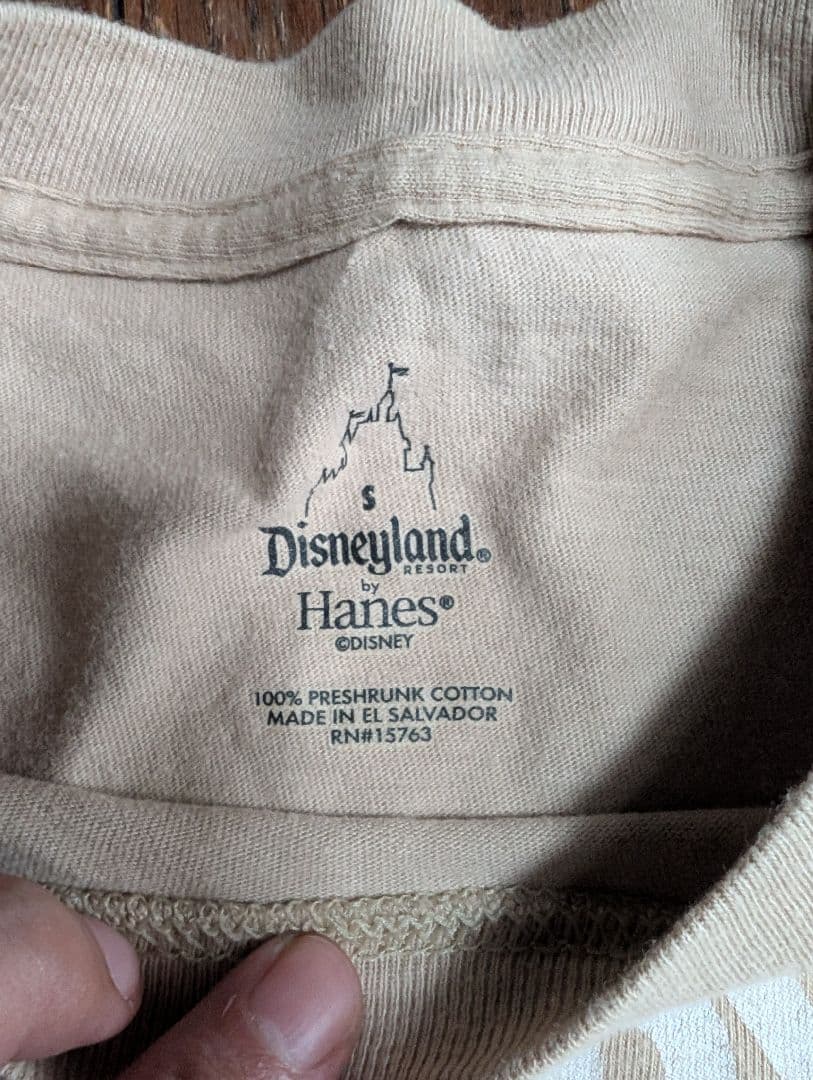 S
Disneyland®
RESORT
by
Hanes®
©DISNEY
100% PRESHRUNK COTTON
MADE IN EL SALVADOR
RN#15763